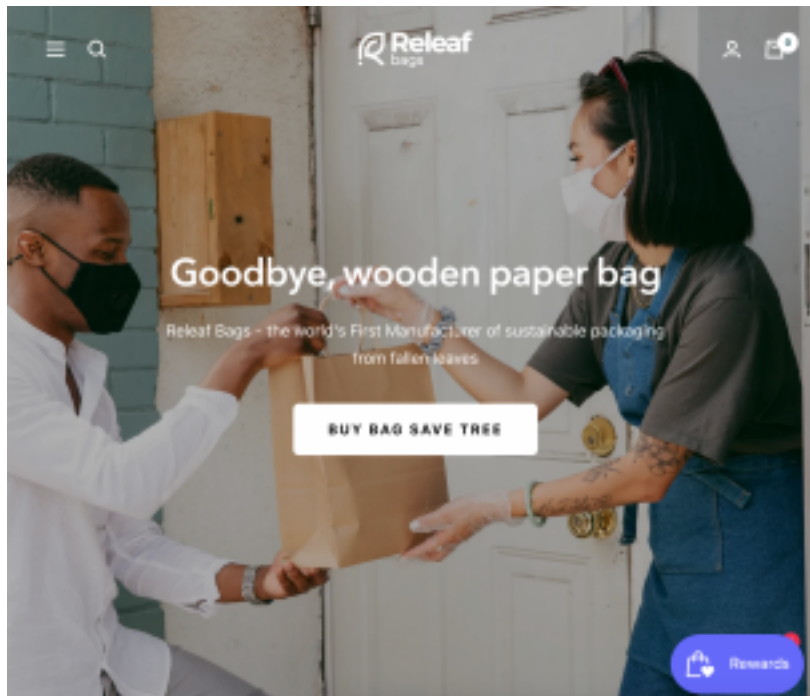 Releaf
bags
0
Goodbye, wooden paper bag
Releaf Bags – the world's First Manufacturer of sustainable packaging
from fallen leaves
BUY BAG SAVE TREE
Rewards